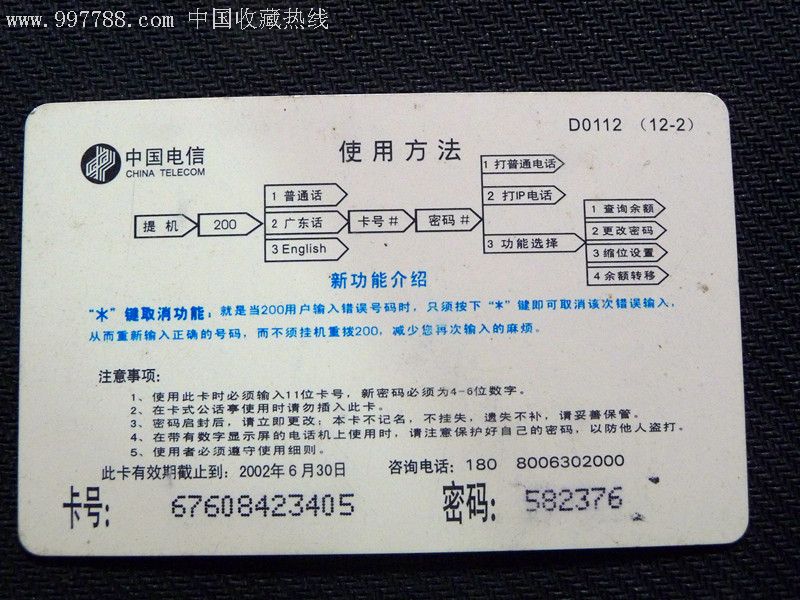 www.997788.com 中国收藏热线
D0112 （12-2）
中国电信
CHINA TELECOM
使用方法
提机
200
1 普通话
2 广东话
3 English
卡号#
密码#
1 打普通电话
2 打IP电话
3 功能选择
1 查询余额
2 更改密码
3 缩位设置
4 余额转移
新功能介绍
“*”键取消功能：就是当200用户输入错误号码时，只须按下“*”键即可取消该次错误输入，
从而重新输入正确的号码，而不须挂机重拨200，减少您再次输入的麻烦。
注意事项：
1、使用此卡时必须输入11位卡号，新密码必须为4-6位数字。
2、在卡式公话亭使用时请勿插入此卡。
3、密码启封后，请立即更改；本卡不记名，不挂失，遗失不补，请妥善保管。
4、在带有数字显示屏的电话机上使用时，请注意保护好自己的密码，以防他人盗打。
5、使用者必须遵守使用细则。
此卡有效期截止到：2002年6月30日 咨询电话：180 8006302000
卡号：67608423405 密码：582376